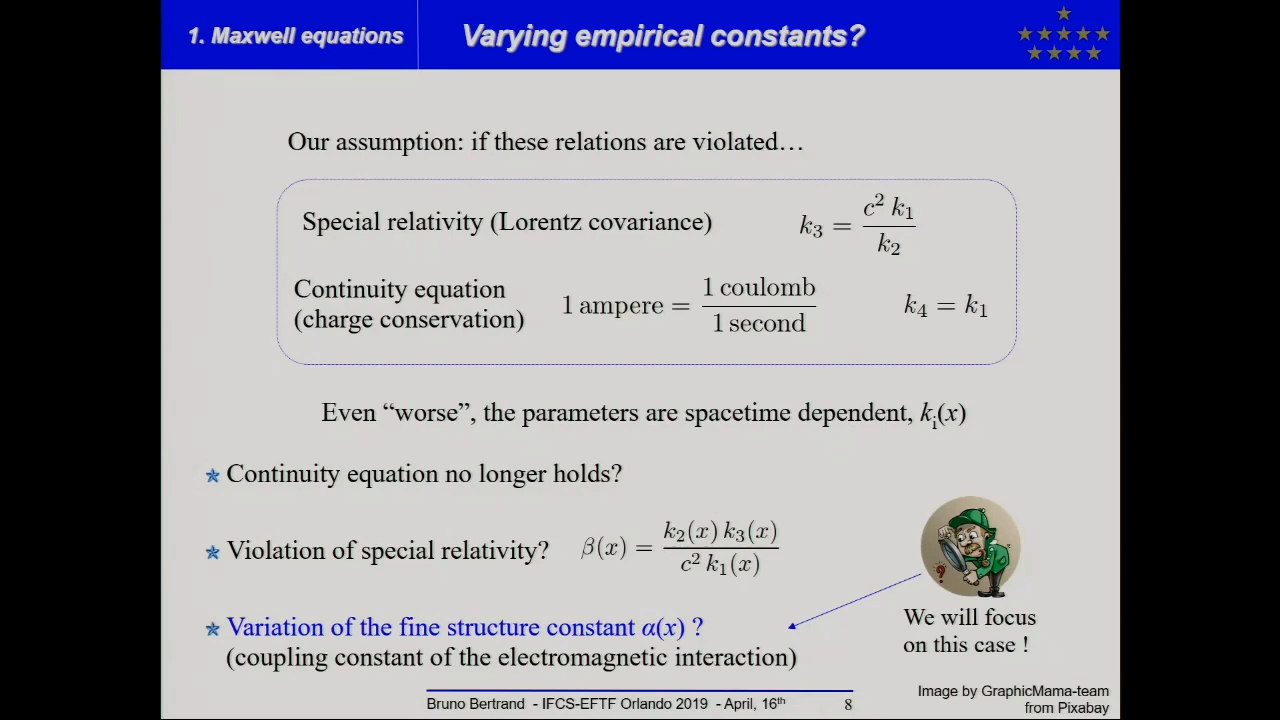 1. Maxwell equations
Varying empirical constants?
Our assumption: if these relations are violated…
Special relativity (Lorentz covariance)
k₃ = c² k₁ / k₂
Continuity equation
(charge conservation)
1 ampere = 1 coulomb / 1 second
k₄ = k₁
Even “worse”, the parameters are spacetime dependent, kᵢ(x)
Continuity equation no longer holds?
Violation of special relativity?
β(x) = k₂(x) k₃(x) / c² k₁(x)
Variation of the fine structure constant α(x) ?
(coupling constant of the electromagnetic interaction)
?
We will focus
on this case !
Bruno Bertrand - IFCS-EFTF Orlando 2019 - April, 16th
8
Image by GraphicMama-team
from Pixabay